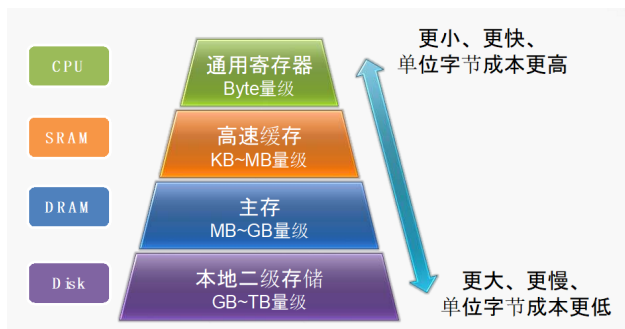 CPU
通用寄存器
Byte量级
更小、更快、
单位字节成本更高
SRAM
高速缓存
KB~MB量级
DRAM
主存
MB~GB量级
Disk
本地二级存储
GB~TB量级
更大、更慢、
单位字节成本更低